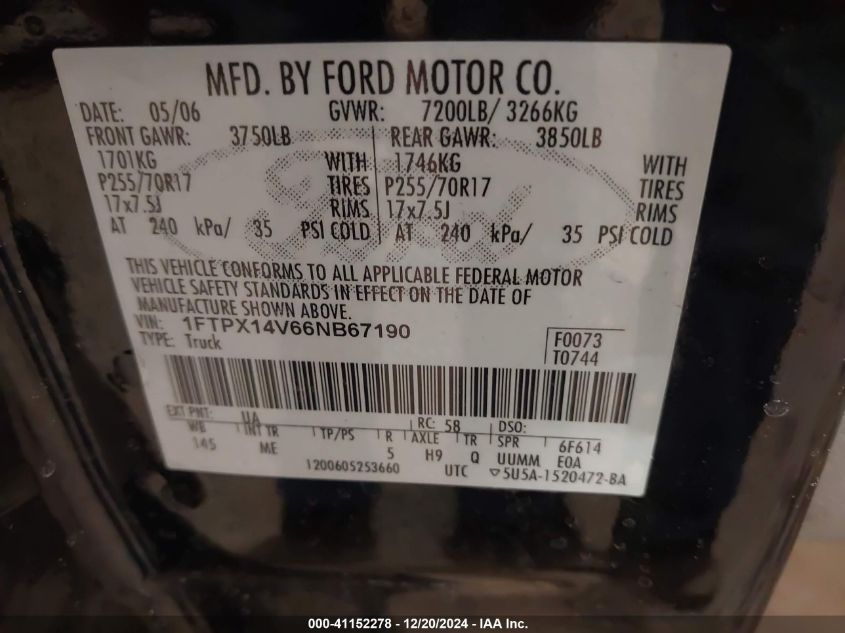 MFD. BY FORD MOTOR CO.
DATE: 05/06 GVWR: 7200LB/ 3266KG
FRONT GAWR: 3750LB REAR GAWR: 3850LB
1701KG WITH 1746KG WITH
P255/70R17 TIRES P255/70R17 TIRES
17x7.5J RIMS 17x7.5J RIMS
AT 240 kPa/ 35 PSI COLD AT 240 kPa/ 35 PSI COLD
THIS VEHICLE CONFORMS TO ALL APPLICABLE FEDERAL MOTOR
VEHICLE SAFETY STANDARDS IN EFFECT ON THE DATE OF
MANUFACTURE SHOWN ABOVE.
VIN: 1FTPX14V66NB67190 F0073
TYPE: Truck T0744
EXT PNT: UA RC: 58 DSO:
WB INT TR TP/PS R AXLE TR SPR 6F614
145 ME 5 H9 Q UUMM E0A
1200605253660 UTC ▽5U5A-1520472-BA
Ford
000-41152278 - 12/20/2024 - IAA Inc.